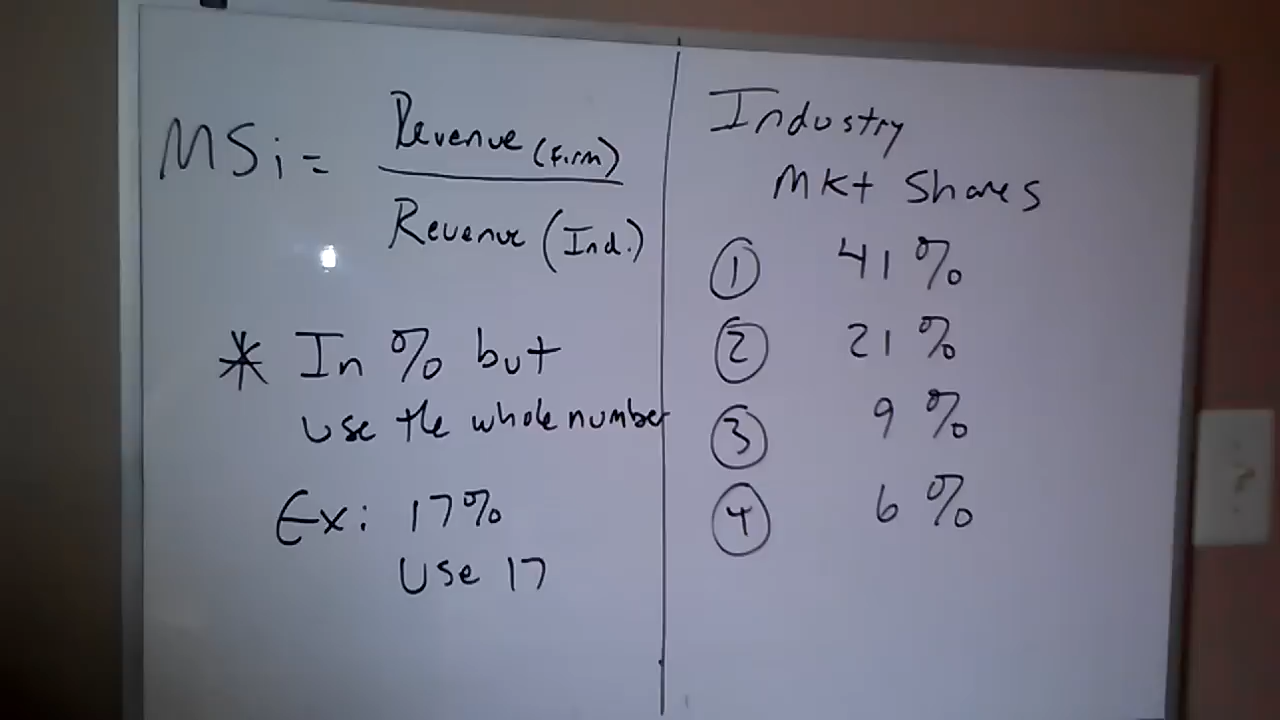 MSi = Revenue (Firm)
Revenue (Ind.)
* In % but
use the whole number
Ex: 17%
Use 17
Industry
Mkt Shares
① 41 %
② 21 %
③ 9 %
④ 6 %